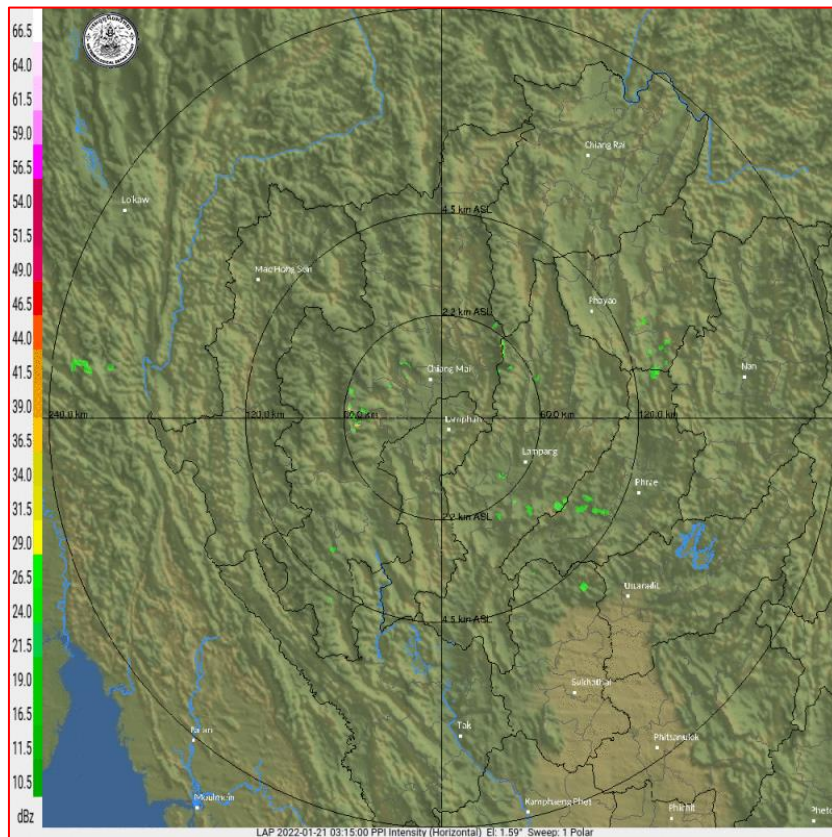 66.5
64.0
61.5
59.0
56.5
54.0
51.5
49.0
46.5
44.0
41.5
39.0
36.5
34.0
31.5
29.0
26.5
24.0
21.5
19.0
16.5
11.5
10.5
dBz
Chiang Rai
Loikaw
4.5 km ASL
Mae Hong Son
Phayao
2.2 km ASL
Nan
Chiang Mai
240.0 km
120.0 km
60.0 km
60.0 km
120.0 km
Lamphun
Lampang
Phrae
2.2 km ASL
Uttaradit
4.5 km ASL
Sukhothai
Pa-an
Tak
Phitsanulok
Moulmein
Kamphaeng Phet
Phichit
LAP 2022-01-21 03:15:00 PPI Intensity (Horizontal) El: 1.59° Sweep: 1 Polar